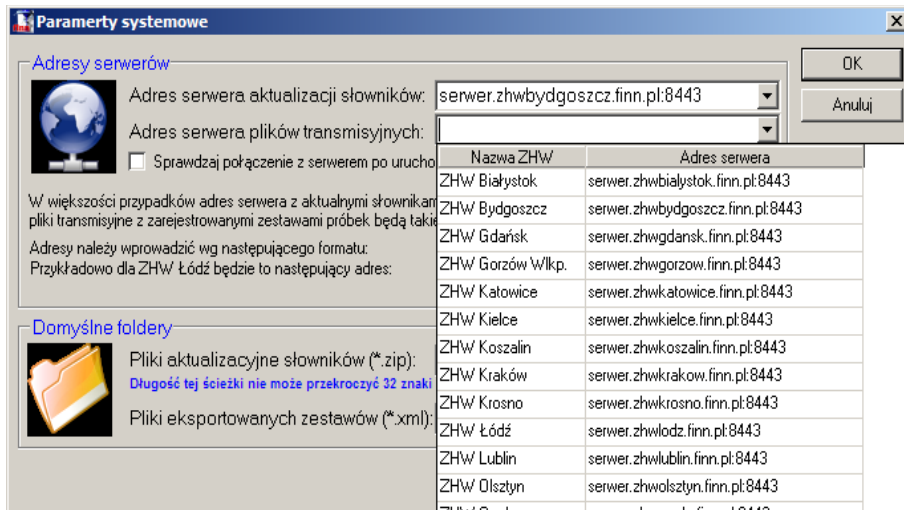 Paramerty systemowe
Adresy serwerów
OK
Adres serwera aktualizacji słowników: serwer.zhwbydgoszcz.finn.pl:8443
Anuluj
Adres serwera plików transmisyjnych:
Sprawdzaj połączenie z serwerem po urucho
Nazwa ZHW Adres serwera
ZHW Białystok serwer.zhwbialystok.finn.pl:8443
W większości przypadków adres serwera z aktualnymi słownikam
ZHW Bydgoszcz serwer.zhwbydgoszcz.finn.pl:8443
pliki transmisyjne z zarejestrowanymi zestawami próbek będą takie
ZHW Gdańsk serwer.zhwgdansk.finn.pl:8443
Adresy należy wprowadzić wg następującego formatu:
Przykładowo dla ZHW Łódź będzie to następujący adres:
ZHW Gorzów Wlkp. serwer.zhwgorzow.finn.pl:8443
ZHW Katowice serwer.zhwkatowice.finn.pl:8443
ZHW Kielce serwer.zhwkielce.finn.pl:8443
Domyślne foldery
ZHW Koszalin serwer.zhwkoszalin.finn.pl:8443
Pliki aktualizacyjne słowników (*.zip):
Długość tej ścieżki nie może przekroczyć 32 znaki
ZHW Kraków serwer.zhwkrakow.finn.pl:8443
ZHW Krosno serwer.zhwkrosno.finn.pl:8443
Pliki eksportowanych zestawów (*.xml):
ZHW Łódź serwer.zhwlodz.finn.pl:8443
ZHW Lublin serwer.zhwlublin.finn.pl:8443
ZHW Olsztyn serwer.zhwolsztyn.finn.pl:8443